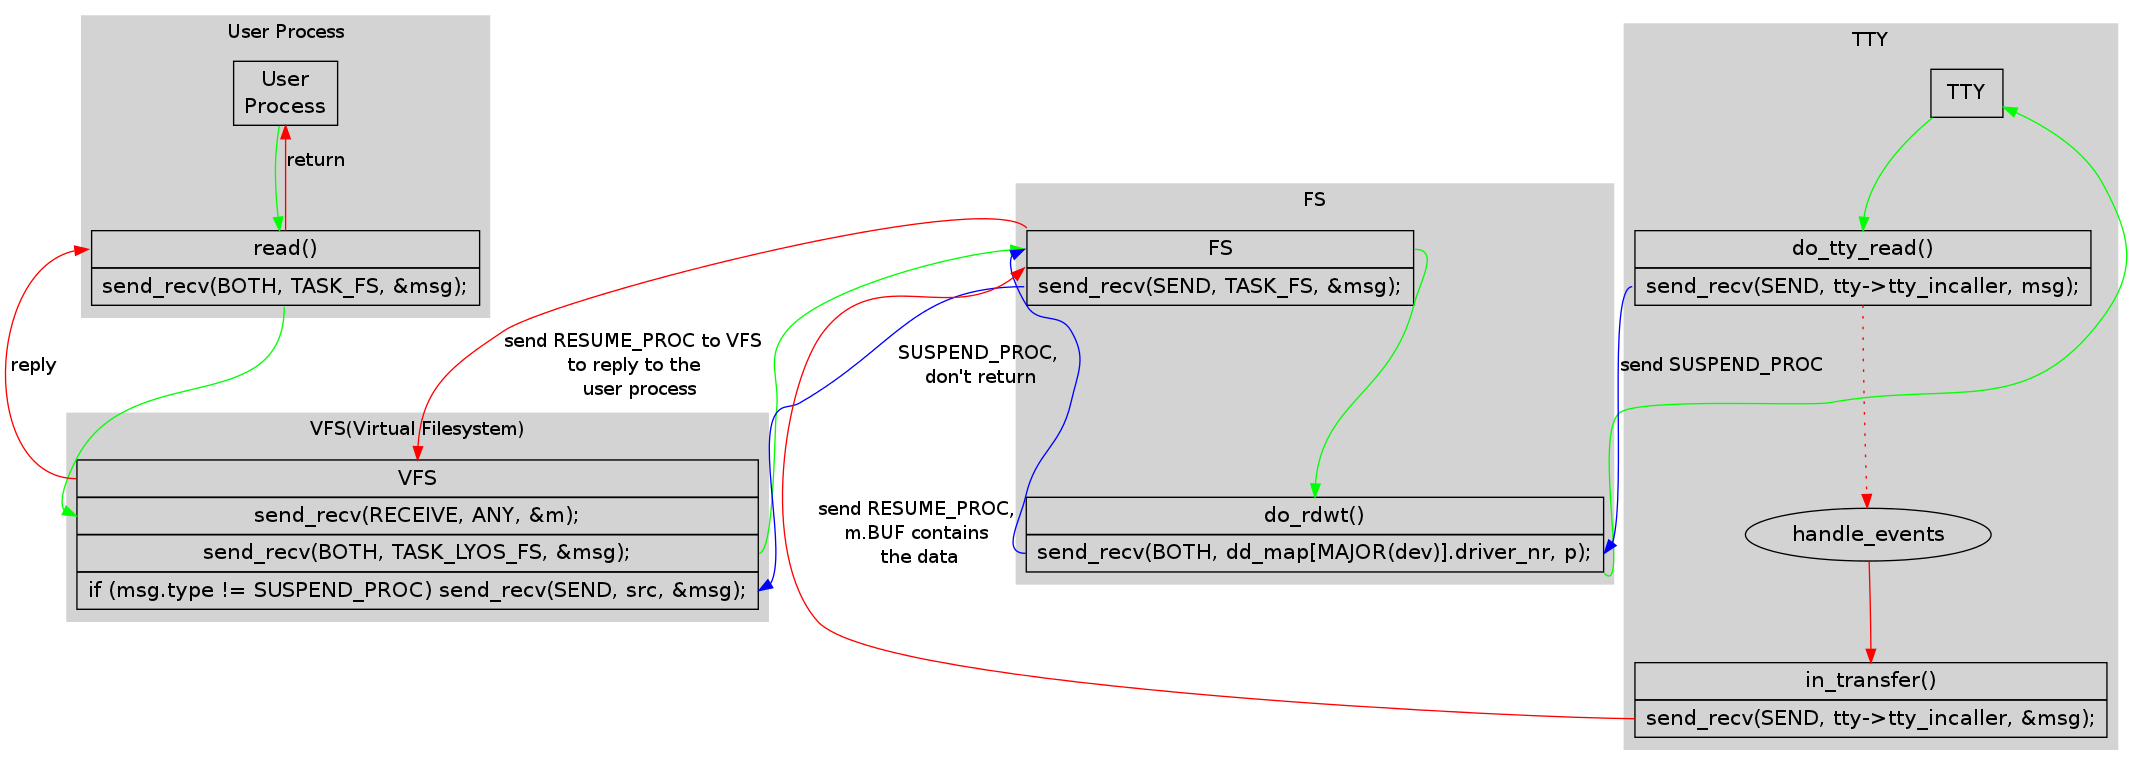 User Process
User
Process
return
read()
send_recv(BOTH, TASK_FS, &msg);
reply
send RESUME_PROC to VFS
to reply to the
user process
VFS(Virtual Filesystem)
VFS
send_recv(RECEIVE, ANY, &m);
send_recv(BOTH, TASK_LYOS_FS, &msg);
if (msg.type != SUSPEND_PROC) send_recv(SEND, src, &msg);
SUSPEND_PROC,
don't return
send RESUME_PROC,
m.BUF contains
the data
FS
FS
send_recv(SEND, TASK_FS, &msg);
do_rdwt()
send_recv(BOTH, dd_map[MAJOR(dev)].driver_nr, p);
TTY
TTY
do_tty_read()
send_recv(SEND, tty->tty_incaller, msg);
send SUSPEND_PROC
handle_events
in_transfer()
send_recv(SEND, tty->tty_incaller, &msg);